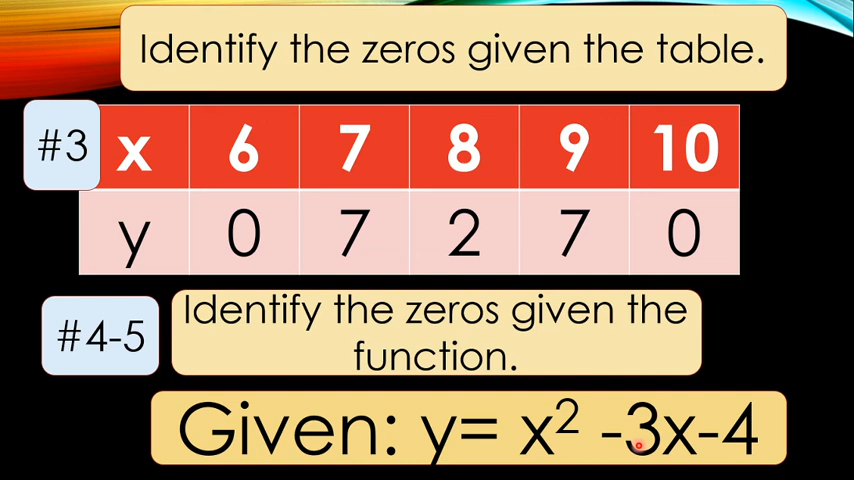 Identify the zeros given the table.
#3
x 6 7 8 9 10
y 0 7 2 7 0
#4-5
Identify the zeros given the
function.
Given: y= x² -3x-4